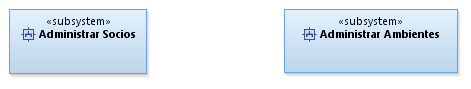 «subsystem»
Administrar Socios
«subsystem»
Administrar Ambientes